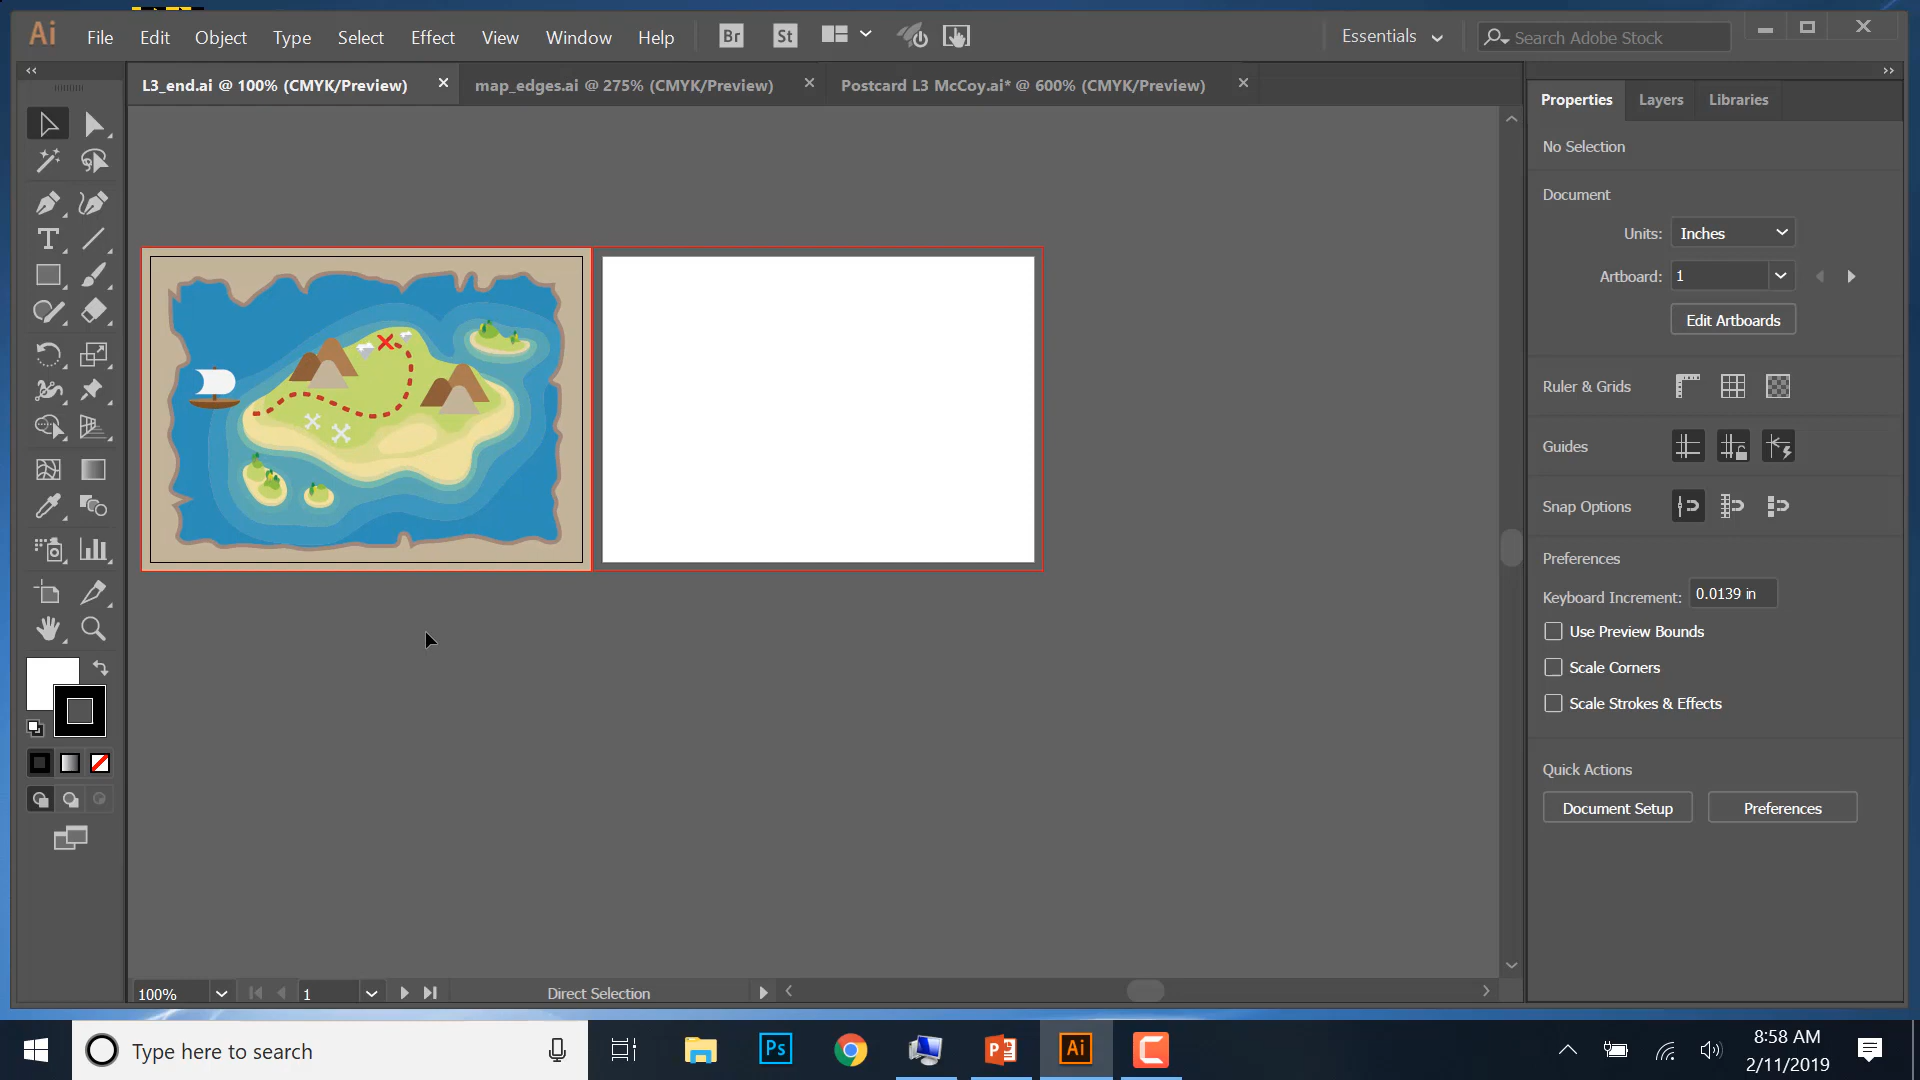 Ai File Edit Object Type Select Effect View Window Help Br St Essentials Search Adobe Stock
L3_end.ai @ 100% (CMYK/Preview) map_edges.ai @ 275% (CMYK/Preview) Postcard L3 McCoy.ai* @ 600% (CMYK/Preview)
Properties Layers Libraries
No Selection
Document
Units: Inches
Artboard: 1
Edit Artboards
Ruler & Grids
Guides
Snap Options
Preferences
Keyboard Increment: 0.0139 in
Use Preview Bounds
Scale Corners
Scale Strokes & Effects
Quick Actions
Document Setup Preferences
100% 1 Direct Selection
Type here to search
Ps
Ai
8:58 AM
2/11/2019